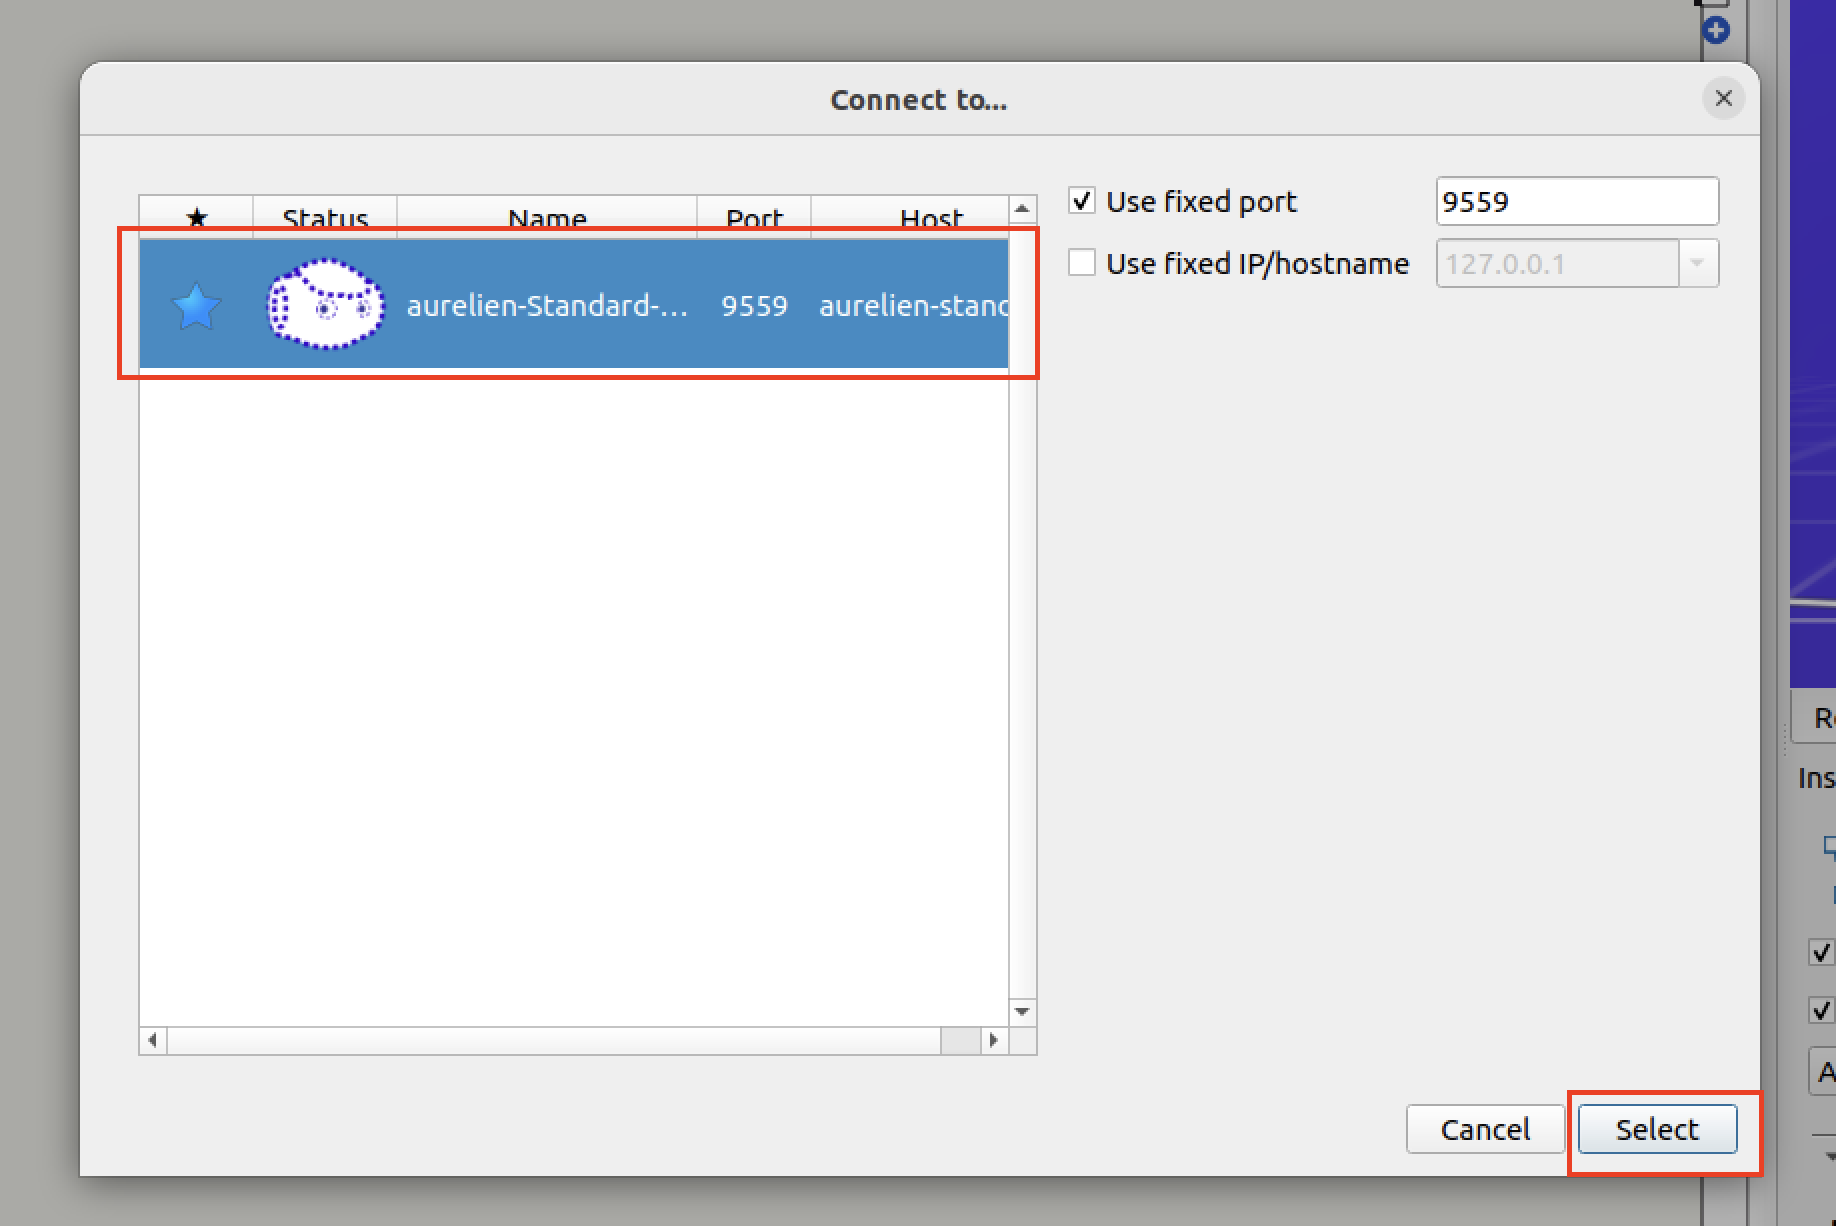 Connect to...
★ Status Name Port Host
aurelien-Standard-... 9559 aurelien-stand
Use fixed port 9559
Use fixed IP/hostname 127.0.0.1
Cancel Select
Ins
A